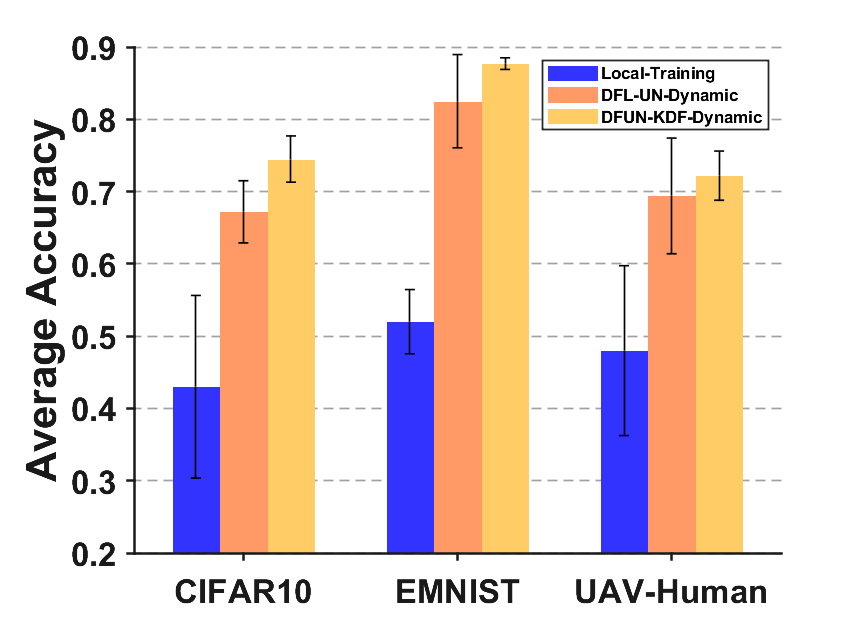 Average Accuracy
0.9
0.8
0.7
0.6
0.5
0.4
0.3
0.2
Local-Training
DFL-UN-Dynamic
DFUN-KDF-Dynamic
CIFAR10 EMNIST UAV-Human